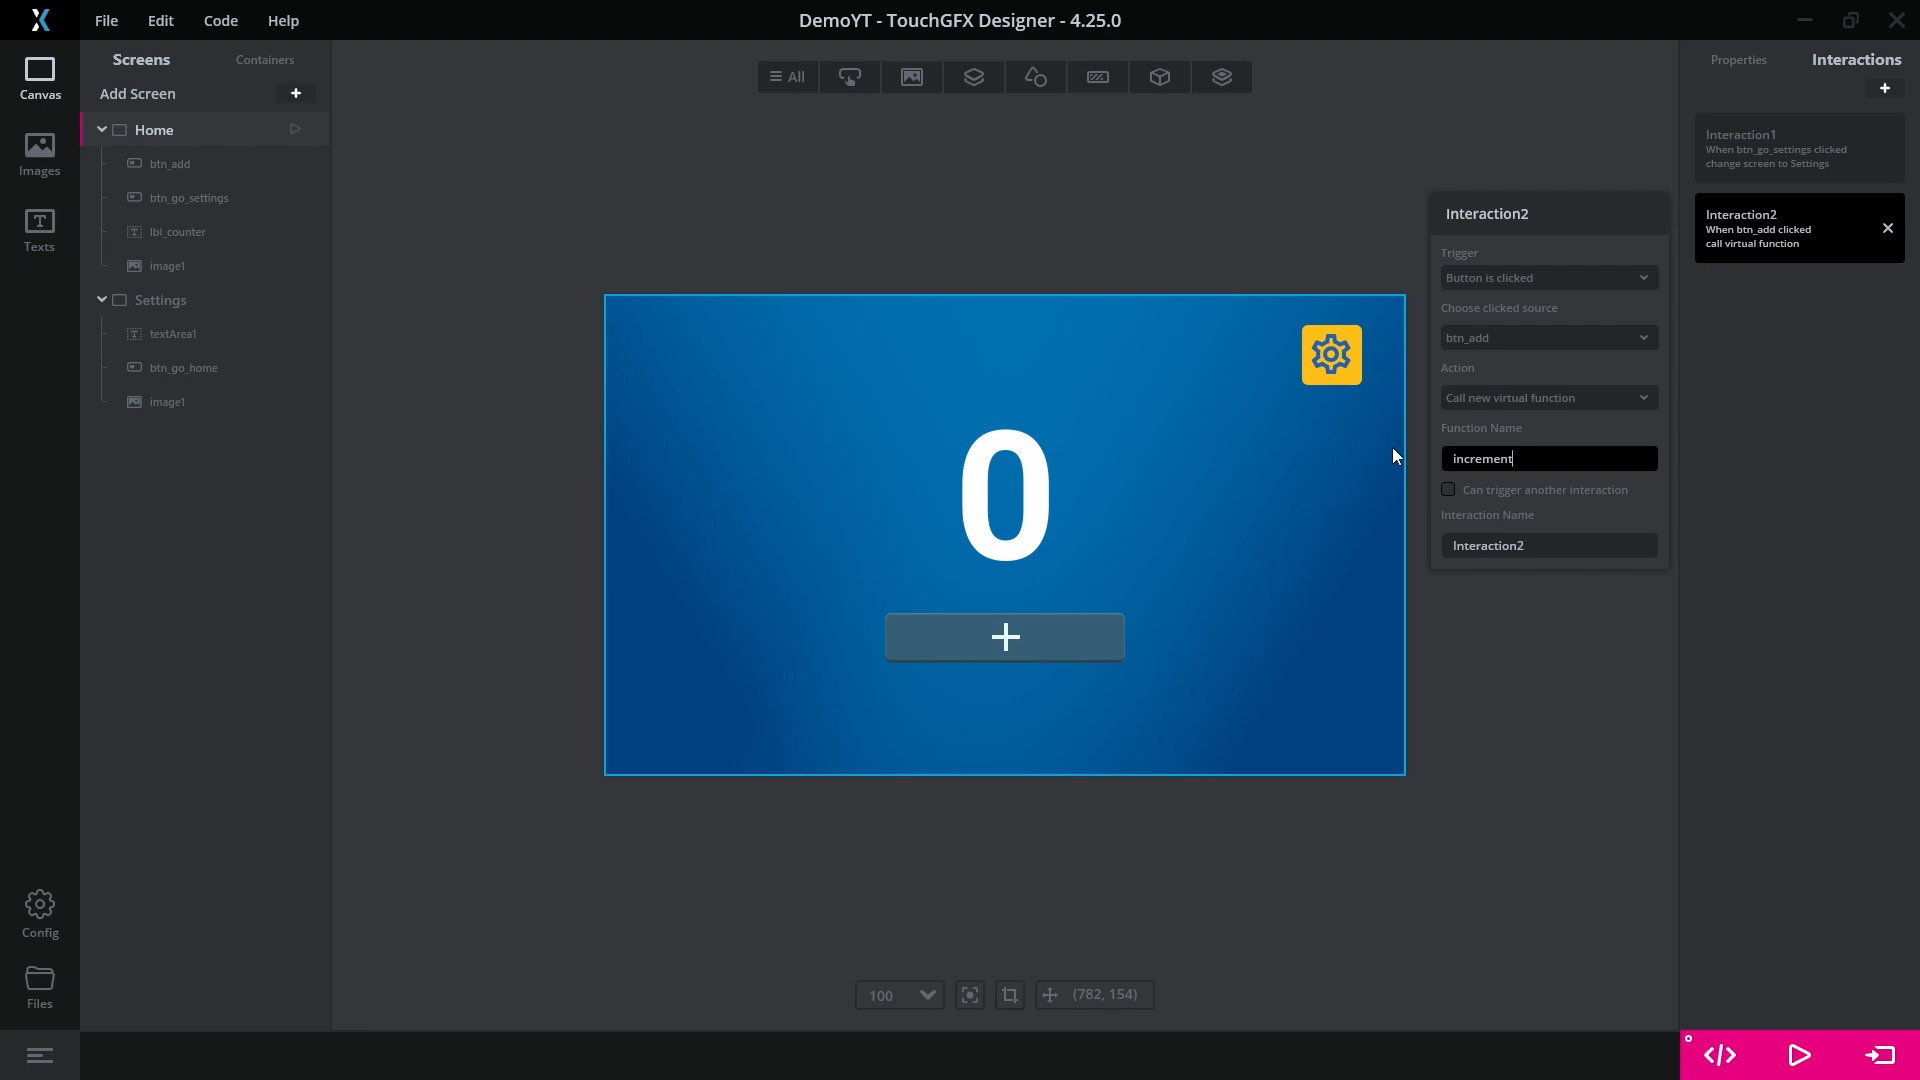 File Edit Code Help
DemoYT - TouchGFX Designer - 4.25.0
Canvas
Images
Texts
Config
Files
Screens Containers
Add Screen
Home
btn_add
btn_go_settings
lbl_counter
image1
Settings
textArea1
btn_go_home
image1
All
0
100
(782, 154)
Interaction2
Trigger
Button is clicked
Choose clicked source
btn_add
Action
Call new virtual function
Function Name
increment
Can trigger another interaction
Interaction Name
Interaction2
Properties Interactions
Interaction1
When btn_go_settings clicked
change screen to Settings
Interaction2
When btn_add clicked
call virtual function